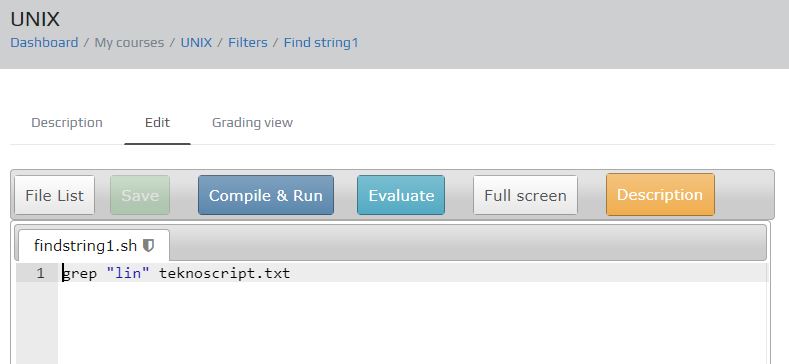 UNIX
Dashboard / My courses / UNIX / Filters / Find string1
Description Edit Grading view
File List Save Compile & Run Evaluate Full screen Description
findstring1.sh
1 grep "lin" teknoscript.txt